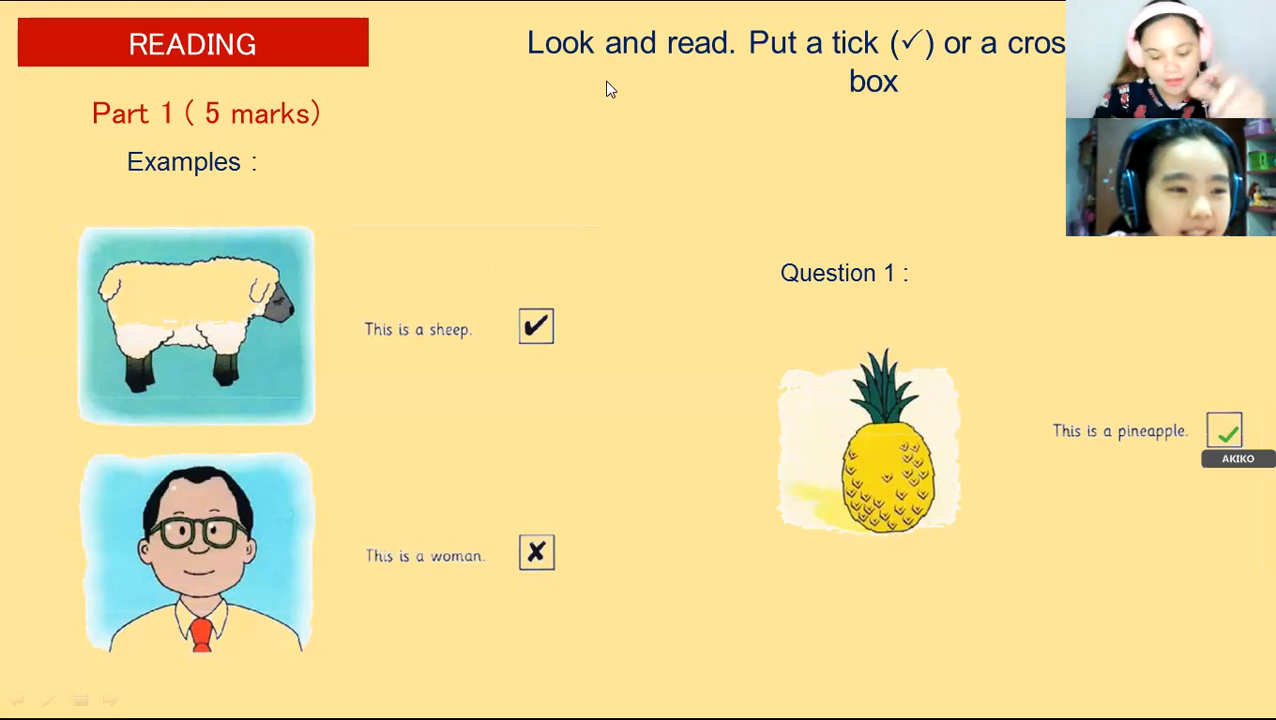 READING
Look and read. Put a tick (✓) or a cros
box
Part 1 ( 5 marks)
Examples :
This is a sheep. ✔
Question 1 :
This is a pineapple. ✓
AKIKO
This is a woman. ✘